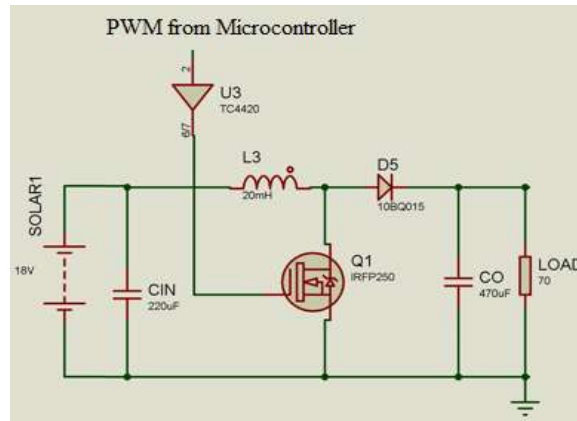 PWM from Microcontroller
2
U3
TC4420
6/7
L3
20mH
D5
10BQ015
SOLAR1
18V
CIN
220uF
Q1
IRFP250
CO
470uF
LOAD
70